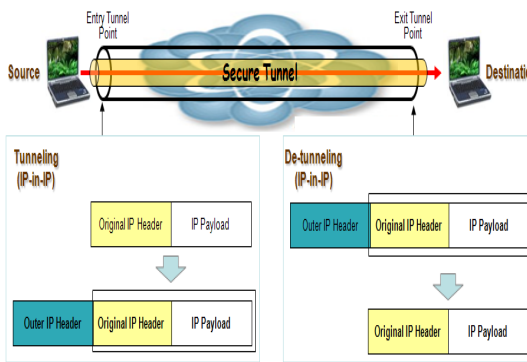 Entry Tunnel
Point
Exit Tunnel
Point
Source
Secure Tunnel
Destinati
Tunneling
(IP-in-IP)
Original IP Header
IP Payload
Outer IP Header
Original IP Header
IP Payload
De-tunneling
(IP-in-IP)
Outer IP Header
Original IP Header
IP Payload
Original IP Header
IP Payload